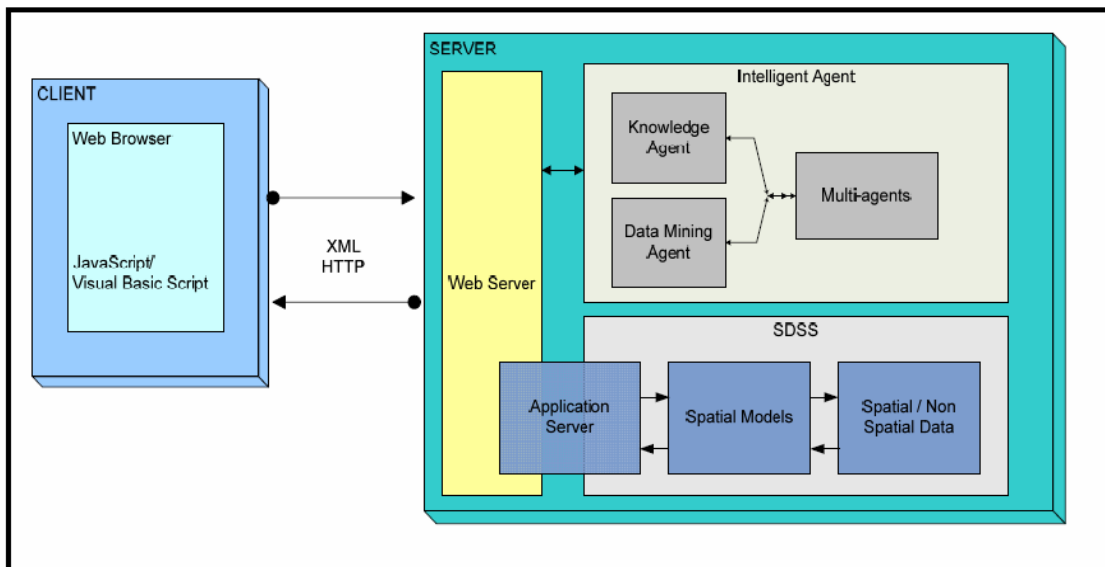 CLIENT
Web Browser
JavaScript/
Visual Basic Script
XML
HTTP
SERVER
Web Server
Intelligent Agent
Knowledge
Agent
Data Mining
Agent
Multi-agents
SDSS
Application
Server
Spatial Models
Spatial / Non
Spatial Data